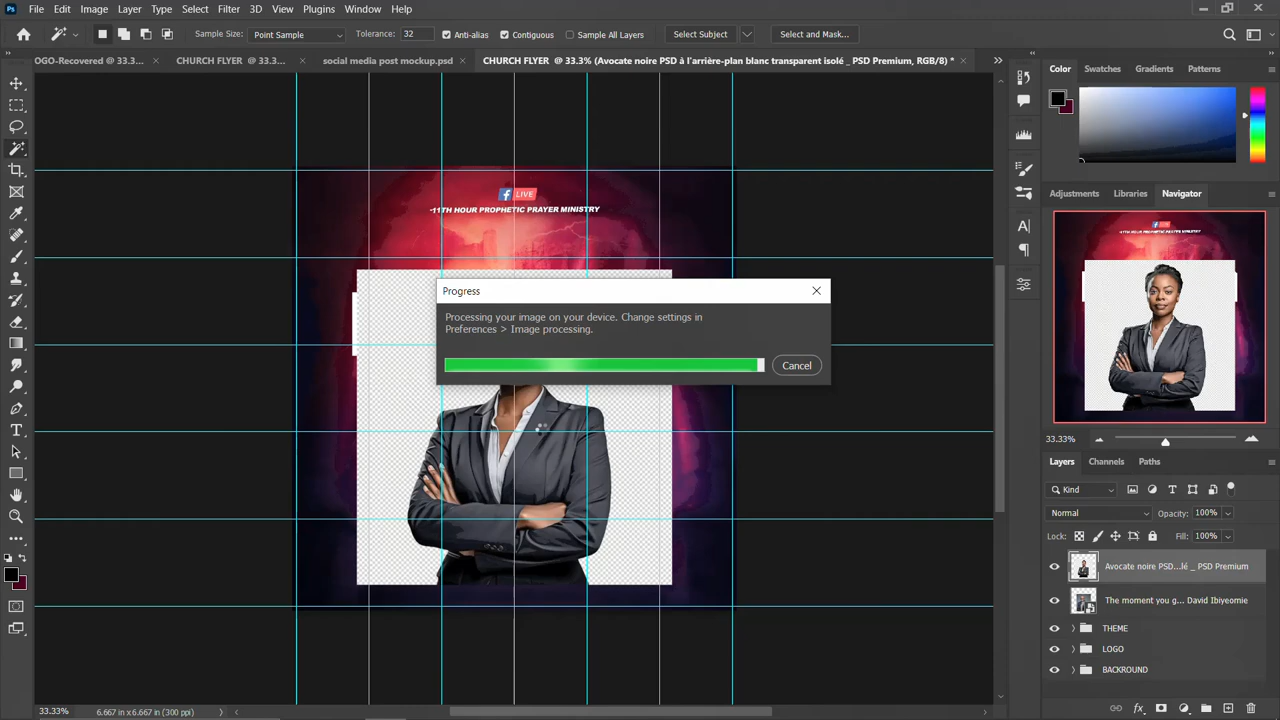 File Edit Image Layer Type Select Filter 3D View Plugins Window Help
Sample Size: Point Sample Tolerance: 32 Anti-alias Contiguous Sample All Layers Select Subject Select and Mask...
OGO-Recovered @ 33.3... CHURCH FLYER @ 33.3... social media post mockup.psd CHURCH FLYER @ 33.3% (Avocate noire PSD à l'arrière-plan blanc transparent isolé _ PSD Premium, RGB/8) *
Color Swatches Gradients Patterns
Adjustments Libraries Navigator
f LIVE
-11TH HOUR PROPHETIC PRAYER MINISTRY
Progress
Processing your image on your device. Change settings in
Preferences > Image processing.
Cancel
33.33%
Layers Channels Paths
Kind
Normal Opacity: 100%
Lock: Fill: 100%
Avocate noire PSD...lé _ PSD Premium
The moment you g... David Ibiyeomie
THEME
LOGO
BACKROUND
33.33% 6.667 in x 6.667 in (300 ppi)